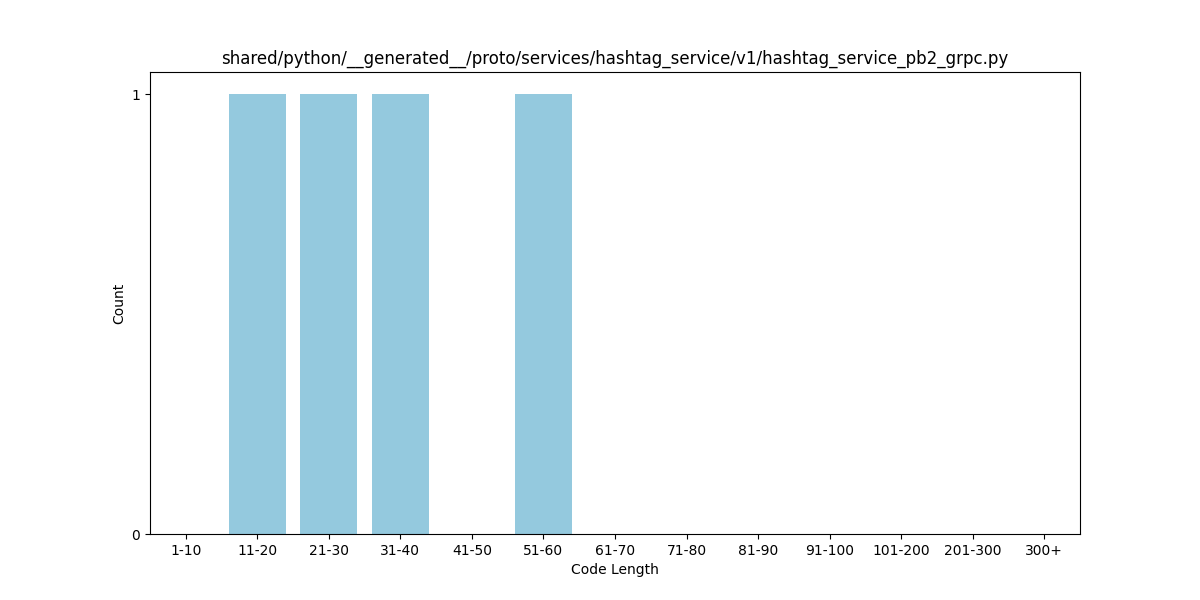 shared/python/__generated__/proto/services/hashtag_service/v1/hashtag_service_pb2_grpc.py
1
Count
0
1-10 11-20 21-30 31-40 41-50 51-60 61-70 71-80 81-90 91-100 101-200 201-300 300+
Code Length